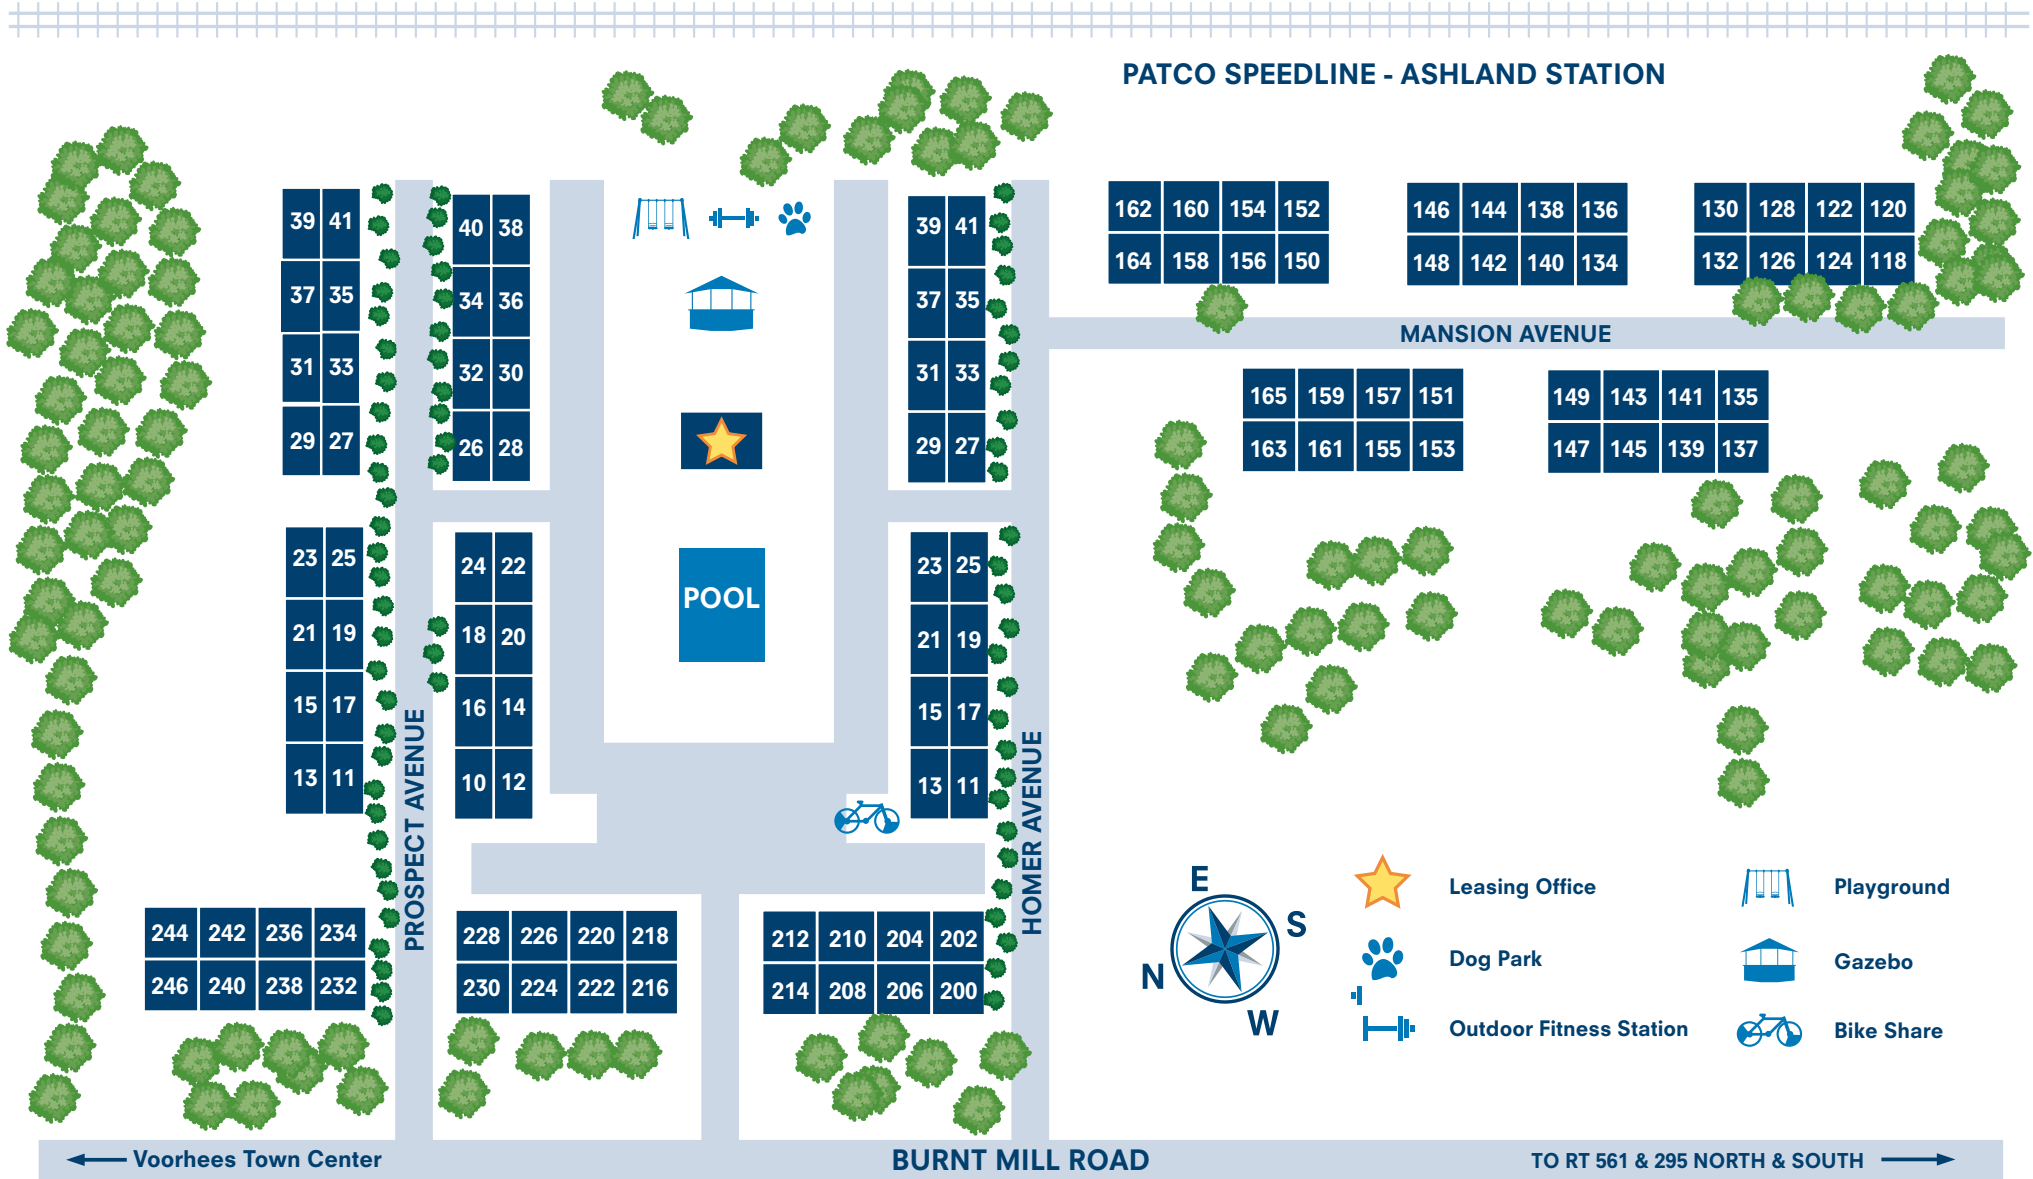 PATCO SPEEDLINE - ASHLAND STATION
39 41
37 35
31 33
29 27
23 25
21 19
15 17
13 11
40 38
34 36
32 30
26 28
24 22
18 20
16 14
10 12
POOL
39 41
37 35
31 33
29 27
23 25
21 19
15 17
13 11
162 160 154 152
164 158 156 150
146 144 138 136
148 142 140 134
130 128 122 120
132 126 124 118
MANSION AVENUE
165 159 157 151
163 161 155 153
149 143 141 135
147 145 139 137
PROSPECT AVENUE
HOMER AVENUE
244 242 236 234
246 240 238 232
228 226 220 218
230 224 222 216
212 210 204 202
214 208 206 200
E
S
N
W
Leasing Office
Playground
Dog Park
Gazebo
Outdoor Fitness Station
Bike Share
Voorhees Town Center
BURNT MILL ROAD
TO RT 561 & 295 NORTH & SOUTH